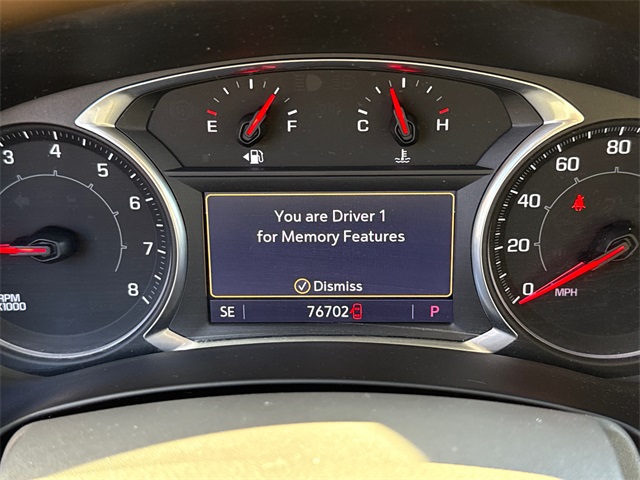 E F C H
3 4 5 6 7 8
RPM
X1000
You are Driver 1
for Memory Features
Dismiss
SE 76702 P
0 20 40 60 80
MPH